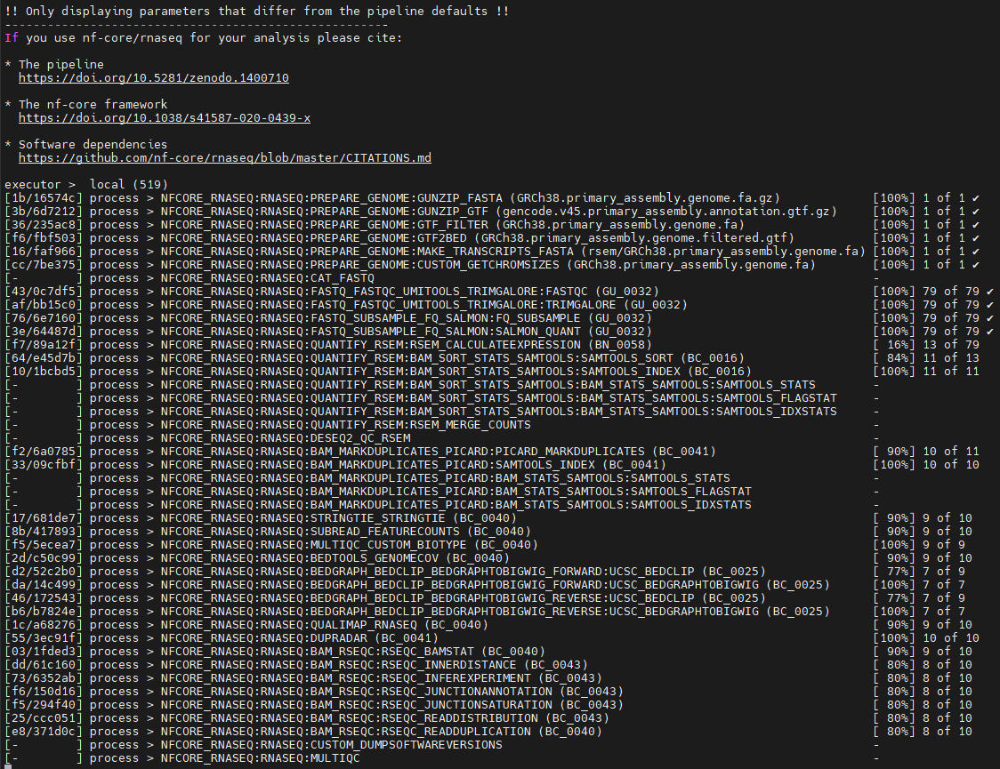 !! Only displaying parameters that differ from the pipeline defaults !!
------------------------------------------------------
If you use nf-core/rnaseq for your analysis please cite:
* The pipeline
https://doi.org/10.5281/zenodo.1400710
* The nf-core framework
https://doi.org/10.1038/s41587-020-0439-x
* Software dependencies
https://github.com/nf-core/rnaseq/blob/master/CITATIONS.md
executor >  local (519)
[1b/16574c] process > NFCORE_RNASEQ:RNASEQ:PREPARE_GENOME:GUNZIP_FASTA (GRCh38.primary_assembly.genome.fa.gz) [100%] 1 of 1 ✔
[3b/6d7212] process > NFCORE_RNASEQ:RNASEQ:PREPARE_GENOME:GUNZIP_GTF (gencode.v45.primary_assembly.annotation.gtf.gz) [100%] 1 of 1 ✔
[36/235ac8] process > NFCORE_RNASEQ:RNASEQ:PREPARE_GENOME:GTF_FILTER (GRCh38.primary_assembly.genome.fa) [100%] 1 of 1 ✔
[f6/fbf503] process > NFCORE_RNASEQ:RNASEQ:PREPARE_GENOME:GTF2BED (GRCh38.primary_assembly.genome.filtered.gtf) [100%] 1 of 1 ✔
[16/faf966] process > NFCORE_RNASEQ:RNASEQ:PREPARE_GENOME:MAKE_TRANSCRIPTS_FASTA (rsem/GRCh38.primary_assembly.genome.fa) [100%] 1 of 1 ✔
[cc/7be375] process > NFCORE_RNASEQ:RNASEQ:PREPARE_GENOME:CUSTOM_GETCHROMSIZES (GRCh38.primary_assembly.genome.fa) [100%] 1 of 1 ✔
[-        ] process > NFCORE_RNASEQ:RNASEQ:CAT_FASTQ -
[43/0c7df5] process > NFCORE_RNASEQ:RNASEQ:FASTQ_FASTQC_UMITOOLS_TRIMGALORE:FASTQC (GU_0032) [100%] 79 of 79 ✔
[af/bb15c0] process > NFCORE_RNASEQ:RNASEQ:FASTQ_FASTQC_UMITOOLS_TRIMGALORE:TRIMGALORE (GU_0032) [100%] 79 of 79 ✔
[76/6e7160] process > NFCORE_RNASEQ:RNASEQ:FASTQ_SUBSAMPLE_FQ_SALMON:FQ_SUBSAMPLE (GU_0032) [100%] 79 of 79 ✔
[3e/64487d] process > NFCORE_RNASEQ:RNASEQ:FASTQ_SUBSAMPLE_FQ_SALMON:SALMON_QUANT (GU_0032) [100%] 79 of 79 ✔
[f7/89a12f] process > NFCORE_RNASEQ:RNASEQ:QUANTIFY_RSEM:RSEM_CALCULATEEXPRESSION (BN_0058) [ 16%] 13 of 79
[64/e45d7b] process > NFCORE_RNASEQ:RNASEQ:QUANTIFY_RSEM:BAM_SORT_STATS_SAMTOOLS:SAMTOOLS_SORT (BC_0016) [ 84%] 11 of 13
[10/1bcbd5] process > NFCORE_RNASEQ:RNASEQ:QUANTIFY_RSEM:BAM_SORT_STATS_SAMTOOLS:SAMTOOLS_INDEX (BC_0016) [100%] 11 of 11
[-        ] process > NFCORE_RNASEQ:RNASEQ:QUANTIFY_RSEM:BAM_SORT_STATS_SAMTOOLS:BAM_STATS_SAMTOOLS:SAMTOOLS_STATS -
[-        ] process > NFCORE_RNASEQ:RNASEQ:QUANTIFY_RSEM:BAM_SORT_STATS_SAMTOOLS:BAM_STATS_SAMTOOLS:SAMTOOLS_FLAGSTAT -
[-        ] process > NFCORE_RNASEQ:RNASEQ:QUANTIFY_RSEM:BAM_SORT_STATS_SAMTOOLS:BAM_STATS_SAMTOOLS:SAMTOOLS_IDXSTATS -
[-        ] process > NFCORE_RNASEQ:RNASEQ:QUANTIFY_RSEM:RSEM_MERGE_COUNTS -
[-        ] process > NFCORE_RNASEQ:RNASEQ:DESEQ2_QC_RSEM -
[f2/6a0785] process > NFCORE_RNASEQ:RNASEQ:BAM_MARKDUPLICATES_PICARD:PICARD_MARKDUPLICATES (BC_0041) [ 90%] 10 of 11
[33/09cfbf] process > NFCORE_RNASEQ:RNASEQ:BAM_MARKDUPLICATES_PICARD:SAMTOOLS_INDEX (BC_0041) [100%] 10 of 10
[-        ] process > NFCORE_RNASEQ:RNASEQ:BAM_MARKDUPLICATES_PICARD:BAM_STATS_SAMTOOLS:SAMTOOLS_STATS -
[-        ] process > NFCORE_RNASEQ:RNASEQ:BAM_MARKDUPLICATES_PICARD:BAM_STATS_SAMTOOLS:SAMTOOLS_FLAGSTAT -
[-        ] process > NFCORE_RNASEQ:RNASEQ:BAM_MARKDUPLICATES_PICARD:BAM_STATS_SAMTOOLS:SAMTOOLS_IDXSTATS -
[17/681de7] process > NFCORE_RNASEQ:RNASEQ:STRINGTIE_STRINGTIE (BC_0040) [ 90%] 9 of 10
[8b/417893] process > NFCORE_RNASEQ:RNASEQ:SUBREAD_FEATURECOUNTS (BC_0040) [ 90%] 9 of 10
[f5/5ecea7] process > NFCORE_RNASEQ:RNASEQ:MULTIQC_CUSTOM_BIOTYPE (BC_0040) [100%] 9 of 9
[2d/c50c99] process > NFCORE_RNASEQ:RNASEQ:BEDTOOLS_GENOMECOV (BC_0040) [ 90%] 9 of 10
[d2/52c2b0] process > NFCORE_RNASEQ:RNASEQ:BEDGRAPH_BEDCLIP_BEDGRAPHTOBIGWIG_FORWARD:UCSC_BEDCLIP (BC_0025) [ 77%] 7 of 9
[da/14c499] process > NFCORE_RNASEQ:RNASEQ:BEDGRAPH_BEDCLIP_BEDGRAPHTOBIGWIG_FORWARD:UCSC_BEDGRAPHTOBIGWIG (BC_0025) [100%] 7 of 7
[46/172543] process > NFCORE_RNASEQ:RNASEQ:BEDGRAPH_BEDCLIP_BEDGRAPHTOBIGWIG_REVERSE:UCSC_BEDCLIP (BC_0025) [ 77%] 7 of 9
[b6/b7824e] process > NFCORE_RNASEQ:RNASEQ:BEDGRAPH_BEDCLIP_BEDGRAPHTOBIGWIG_REVERSE:UCSC_BEDGRAPHTOBIGWIG (BC_0025) [100%] 7 of 7
[1c/a68276] process > NFCORE_RNASEQ:RNASEQ:QUALIMAP_RNASEQ (BC_0040) [ 90%] 9 of 10
[55/3ec91f] process > NFCORE_RNASEQ:RNASEQ:DUPRADAR (BC_0041) [100%] 10 of 10
[03/1fded3] process > NFCORE_RNASEQ:RNASEQ:BAM_RSEQC:RSEQC_BAMSTAT (BC_0040) [ 90%] 9 of 10
[dd/61c160] process > NFCORE_RNASEQ:RNASEQ:BAM_RSEQC:RSEQC_INNERDISTANCE (BC_0043) [ 80%] 8 of 10
[73/6352ab] process > NFCORE_RNASEQ:RNASEQ:BAM_RSEQC:RSEQC_INFEREXPERIMENT (BC_0043) [ 80%] 8 of 10
[f6/150d16] process > NFCORE_RNASEQ:RNASEQ:BAM_RSEQC:RSEQC_JUNCTIONANNOTATION (BC_0043) [ 80%] 8 of 10
[f5/294f40] process > NFCORE_RNASEQ:RNASEQ:BAM_RSEQC:RSEQC_JUNCTIONSATURATION (BC_0043) [ 80%] 8 of 10
[25/ccc051] process > NFCORE_RNASEQ:RNASEQ:BAM_RSEQC:RSEQC_READDISTRIBUTION (BC_0043) [ 80%] 8 of 10
[e8/371d0c] process > NFCORE_RNASEQ:RNASEQ:BAM_RSEQC:RSEQC_READDUPLICATION (BC_0040) [ 80%] 8 of 10
[-        ] process > NFCORE_RNASEQ:RNASEQ:CUSTOM_DUMPSOFTWAREVERSIONS -
[-        ] process > NFCORE_RNASEQ:RNASEQ:MULTIQC -